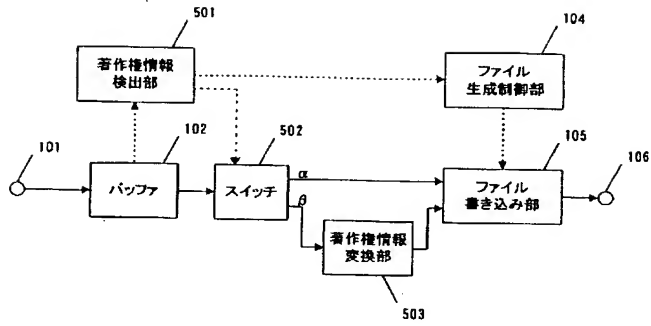 501
著作権情報
検出部
104
ファイル
生成制御部
101
102
バッファ
502
スイッチ
α
β
105
ファイル
書き込み部
106
著作権情報
変換部
503